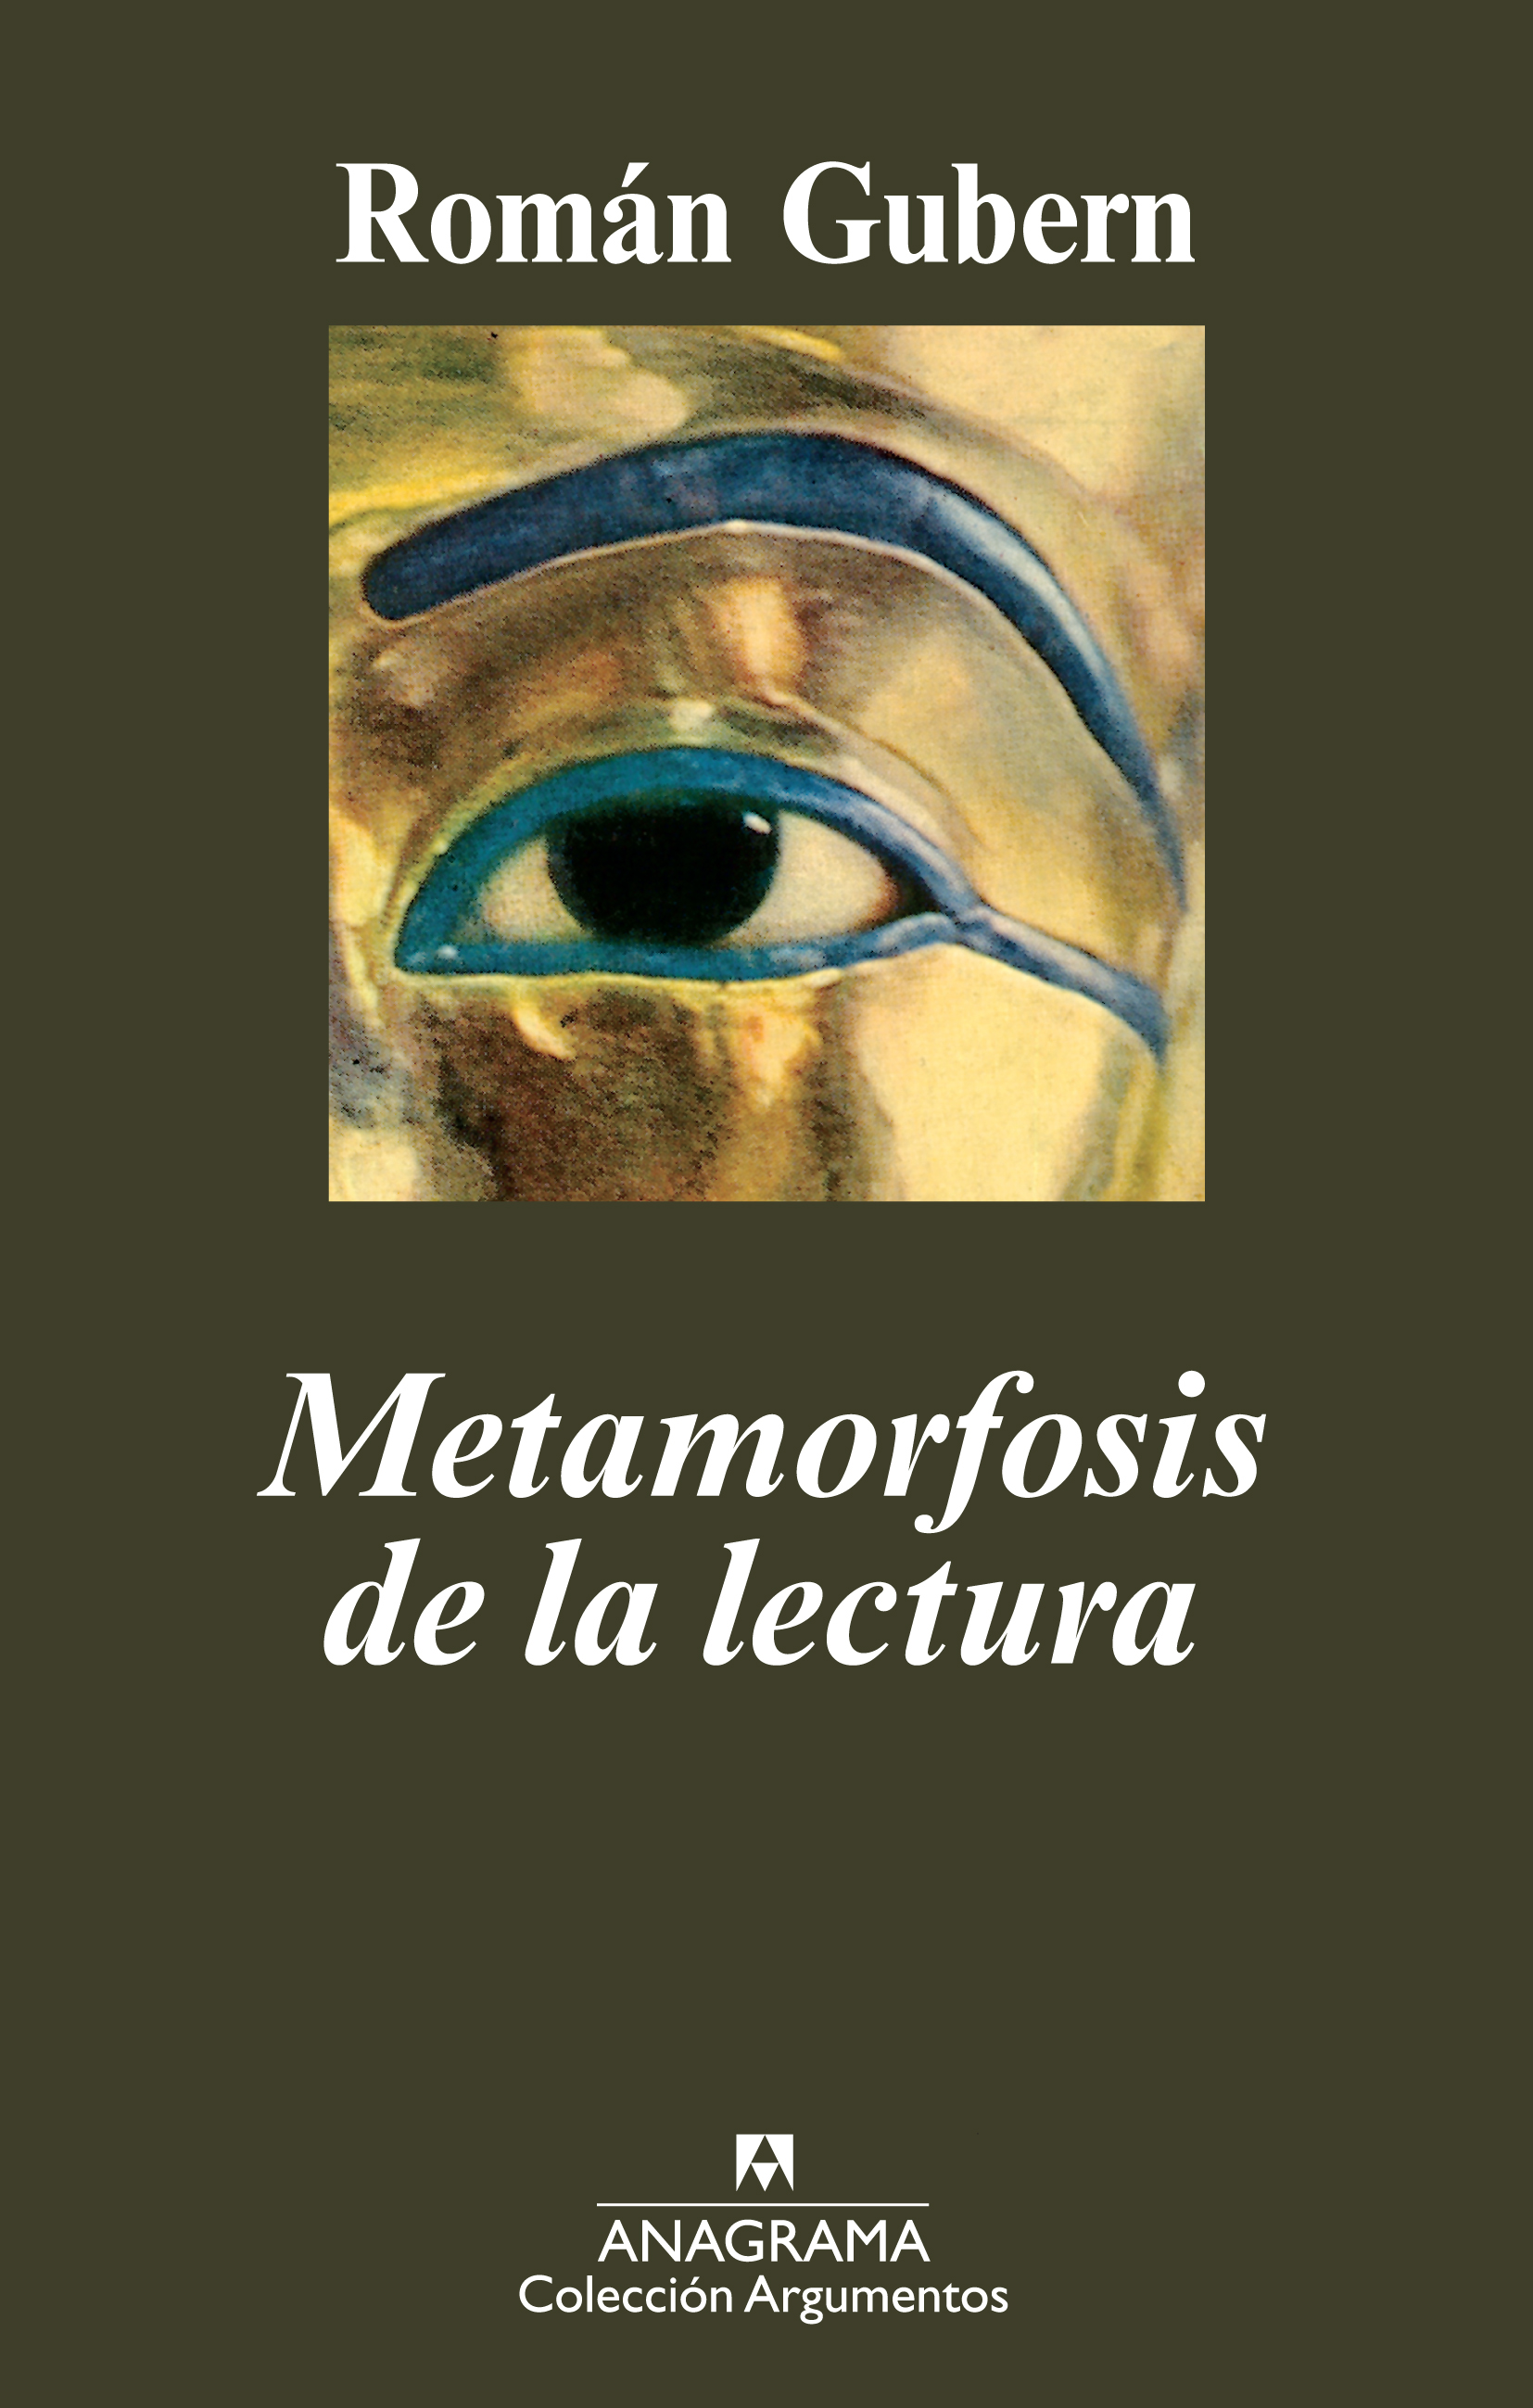 Román Gubern
Metamorfosis
de la lectura
ANAGRAMA
Colección Argumentos